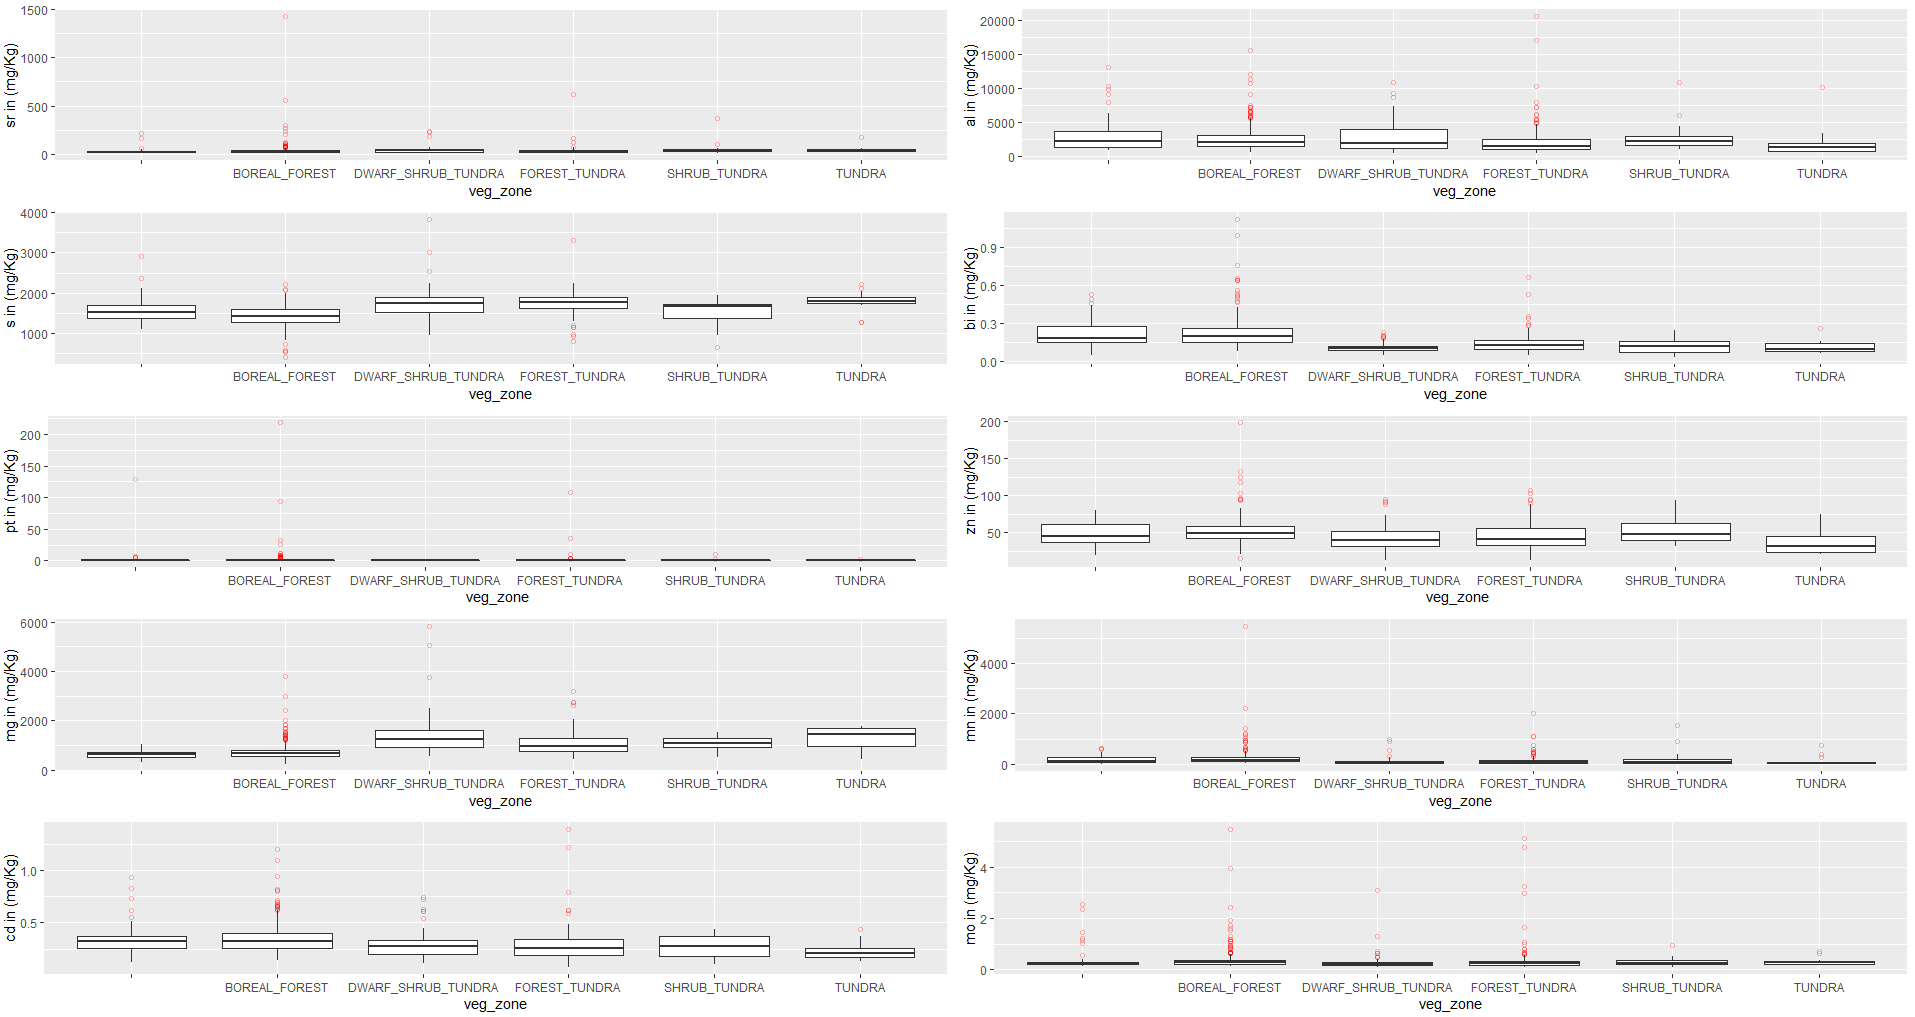 sr in (mg/Kg)
1500
1000
500
0
BOREAL_FOREST DWARF_SHRUB_TUNDRA FOREST_TUNDRA SHRUB_TUNDRA TUNDRA
veg_zone
al in (mg/Kg)
20000
15000
10000
5000
0
BOREAL_FOREST DWARF_SHRUB_TUNDRA FOREST_TUNDRA SHRUB_TUNDRA TUNDRA
veg_zone
s in (mg/Kg)
4000
3000
2000
1000
BOREAL_FOREST DWARF_SHRUB_TUNDRA FOREST_TUNDRA SHRUB_TUNDRA TUNDRA
veg_zone
bi in (mg/Kg)
0.9
0.6
0.3
0.0
BOREAL_FOREST DWARF_SHRUB_TUNDRA FOREST_TUNDRA SHRUB_TUNDRA TUNDRA
veg_zone
pt in (mg/Kg)
200
150
100
50
0
BOREAL_FOREST DWARF_SHRUB_TUNDRA FOREST_TUNDRA SHRUB_TUNDRA TUNDRA
veg_zone
zn in (mg/Kg)
200
150
100
50
BOREAL_FOREST DWARF_SHRUB_TUNDRA FOREST_TUNDRA SHRUB_TUNDRA TUNDRA
veg_zone
mg in (mg/Kg)
6000
4000
2000
0
BOREAL_FOREST DWARF_SHRUB_TUNDRA FOREST_TUNDRA SHRUB_TUNDRA TUNDRA
veg_zone
mn in (mg/Kg)
4000
2000
0
BOREAL_FOREST DWARF_SHRUB_TUNDRA FOREST_TUNDRA SHRUB_TUNDRA TUNDRA
veg_zone
cd in (mg/Kg)
1.0
0.5
BOREAL_FOREST DWARF_SHRUB_TUNDRA FOREST_TUNDRA SHRUB_TUNDRA TUNDRA
veg_zone
mo in (mg/Kg)
4
2
0
BOREAL_FOREST DWARF_SHRUB_TUNDRA FOREST_TUNDRA SHRUB_TUNDRA TUNDRA
veg_zone